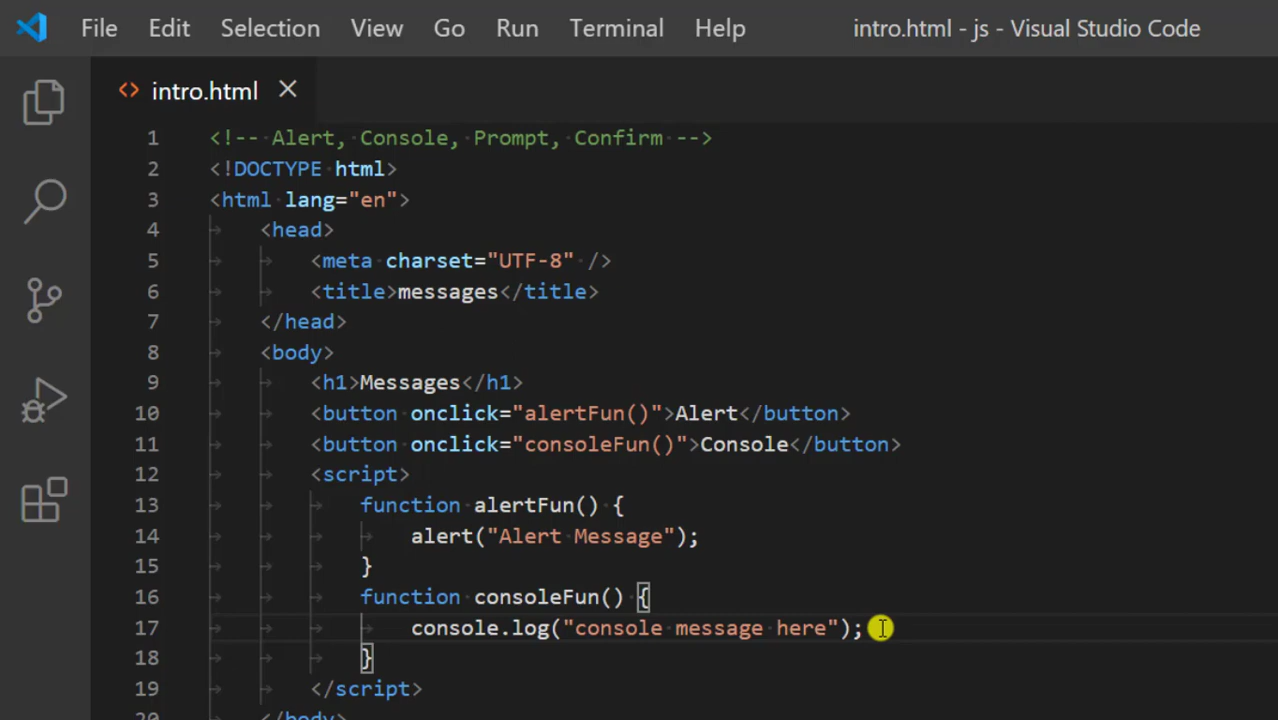 File Edit Selection View Go Run Terminal Help intro.html - js - Visual Studio Code
<> intro.html ×
1 <!-- Alert, Console, Prompt, Confirm -->
2 <!DOCTYPE html>
3 <html lang="en">
4 <head>
5 <meta charset="UTF-8" />
6 <title>messages</title>
7 </head>
8 <body>
9 <h1>Messages</h1>
10 <button onclick="alertFun()">Alert</button>
11 <button onclick="consoleFun()">Console</button>
12 <script>
13 function alertFun() {
14 alert("Alert Message");
15 }
16 function consoleFun() {
17 console.log("console message here");
18 }
19 </script>
20 </body>